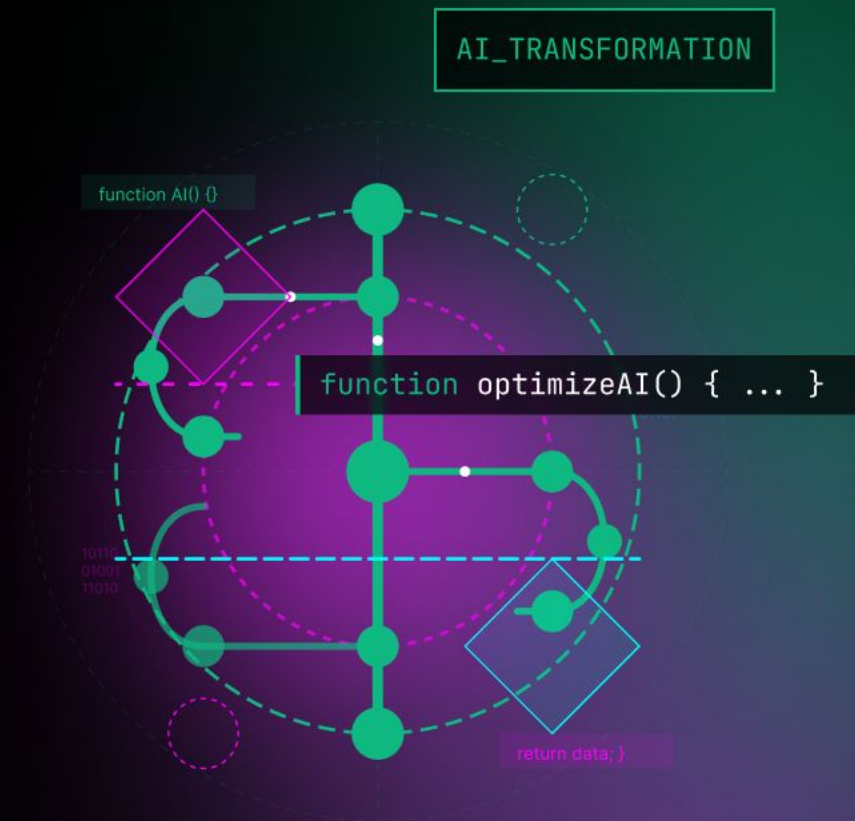 AI_TRANSFORMATION
function AI() {}
function optimizeAI() { ... }
10110
01001
11010
return data; }